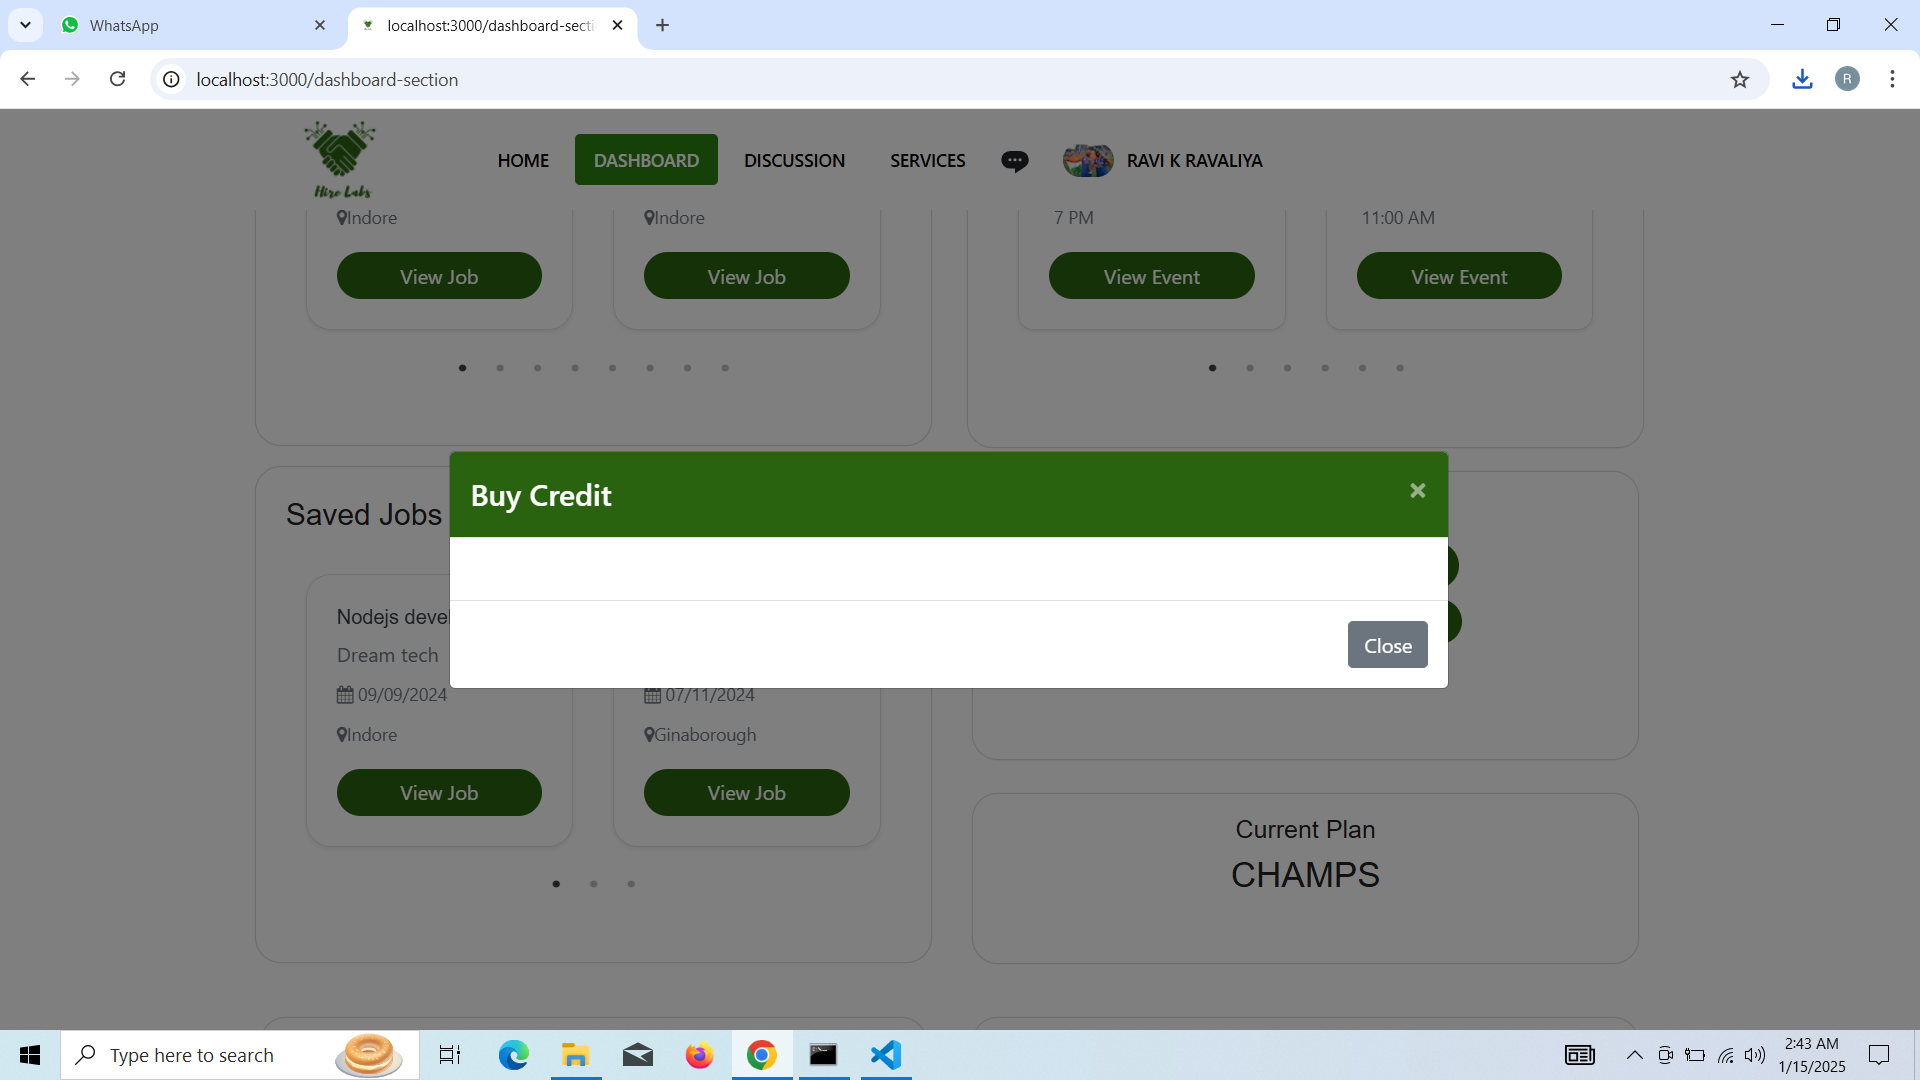 WhatsApp
localhost:3000/dashboard-secti
localhost:3000/dashboard-section
R
Hire Labs
HOME
DASHBOARD
DISCUSSION
SERVICES
RAVI K RAVALIYA
Indore
Indore
7 PM
11:00 AM
View Job
View Job
View Event
View Event
Buy Credit
×
Saved Jobs
Close
Nodejs devel
Dream tech
09/09/2024
07/11/2024
Indore
Ginaborough
View Job
View Job
Current Plan
CHAMPS
Type here to search
2:43 AM
1/15/2025